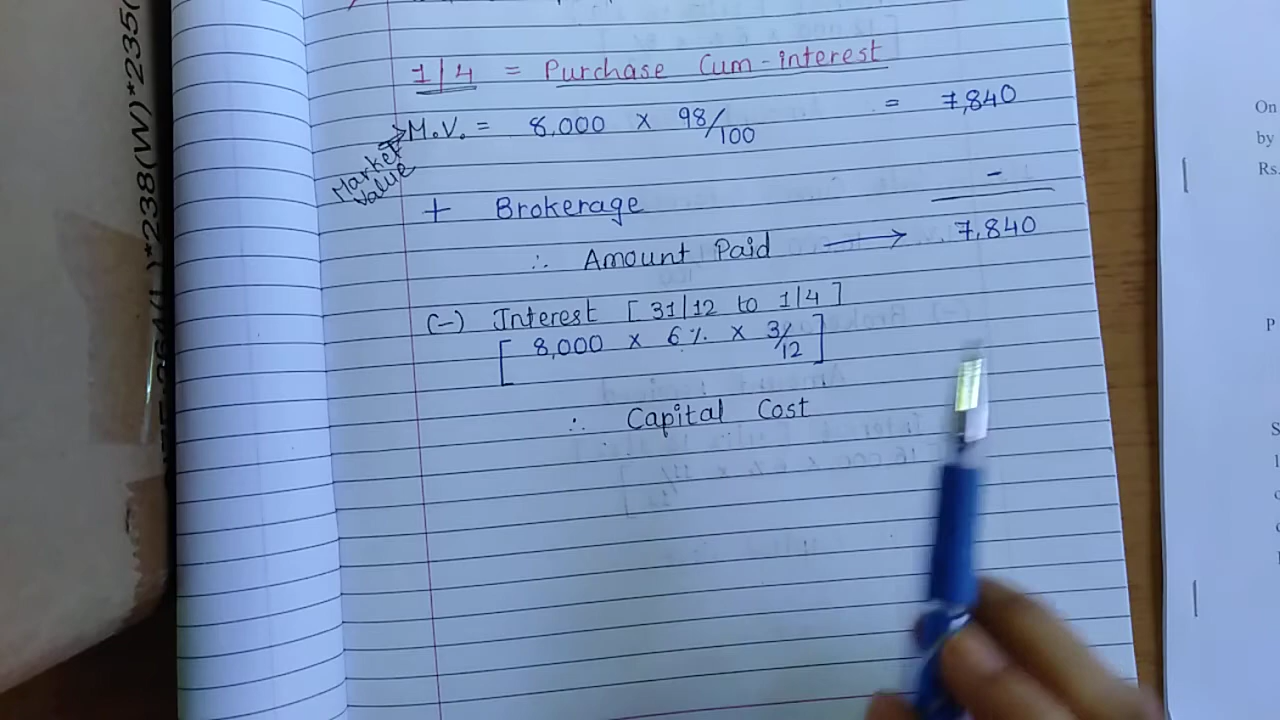 1/4 = Purchase Cum-interest
M.V. = 8,000 x 98/100 = 7,840
Market Value
+ Brokerage -
∴ Amount Paid → 7,840
(-) Interest [31/12 to 1/4]
[8,000 x 6% x 3/12]
∴ Capital Cost
On
by
Rs.
P
S